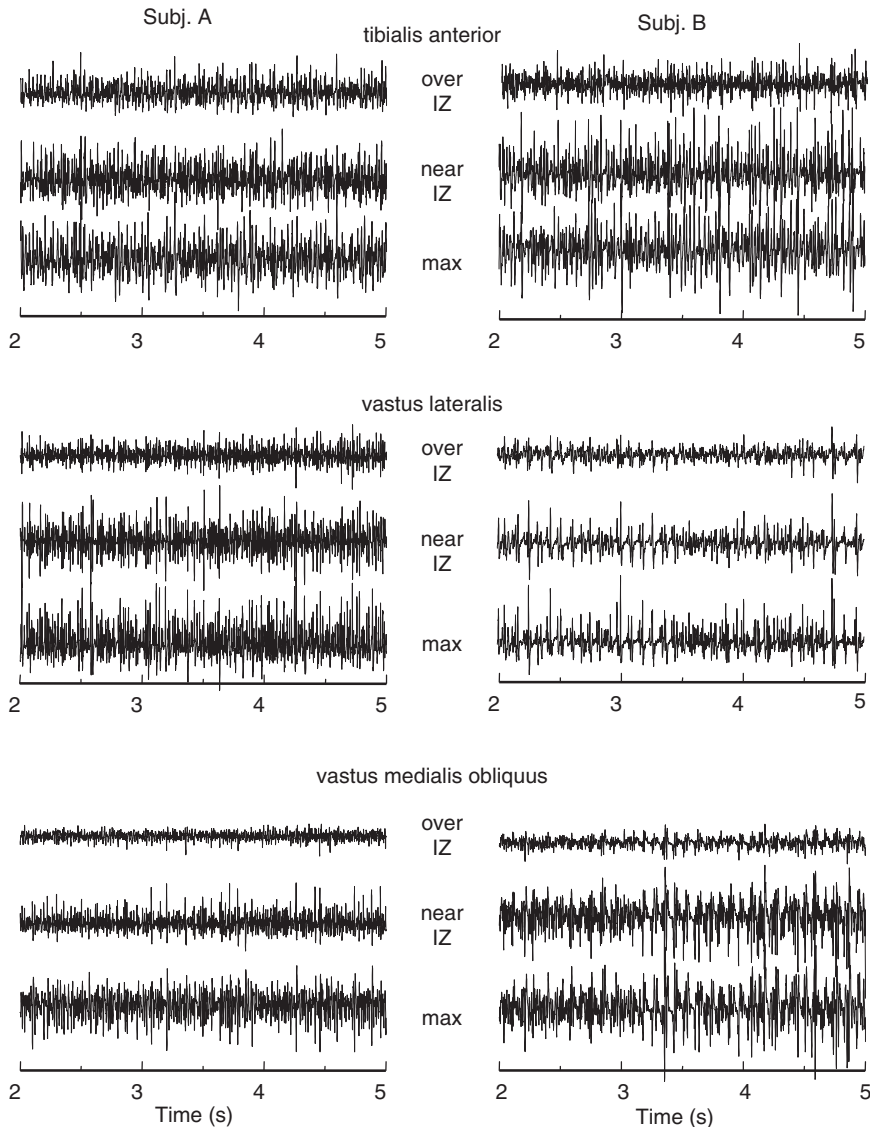 Subj. A
Subj. B
tibialis anterior
over
IZ
near
IZ
max
2 3 4 5
2 3 4 5
vastus lateralis
over
IZ
near
IZ
max
2 3 4 5
2 3 4 5
vastus medialis obliquus
over
IZ
near
IZ
max
2 3 4 5
2 3 4 5
Time (s)
Time (s)